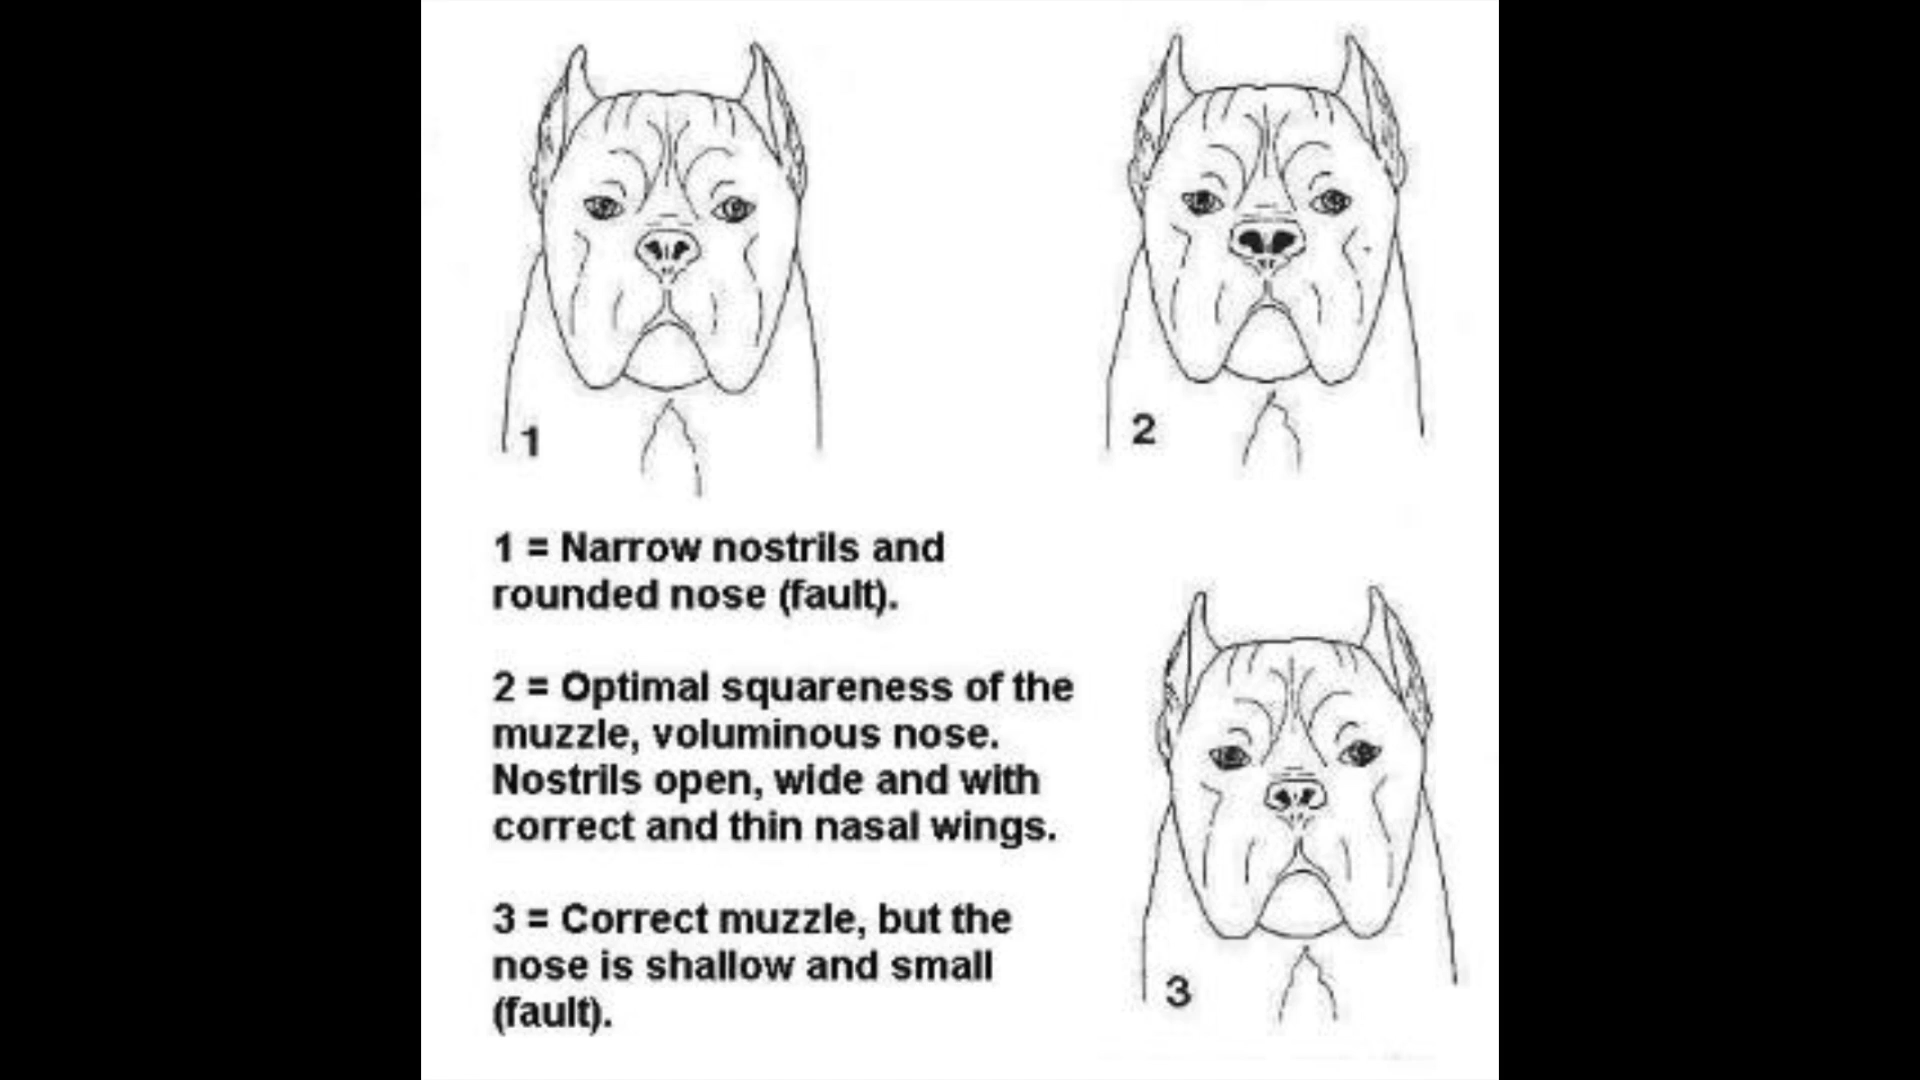 1
2
1 = Narrow nostrils and
rounded nose (fault).
2 = Optimal squareness of the
muzzle, voluminous nose.
Nostrils open, wide and with
correct and thin nasal wings.
3 = Correct muzzle, but the
nose is shallow and small
(fault).
3